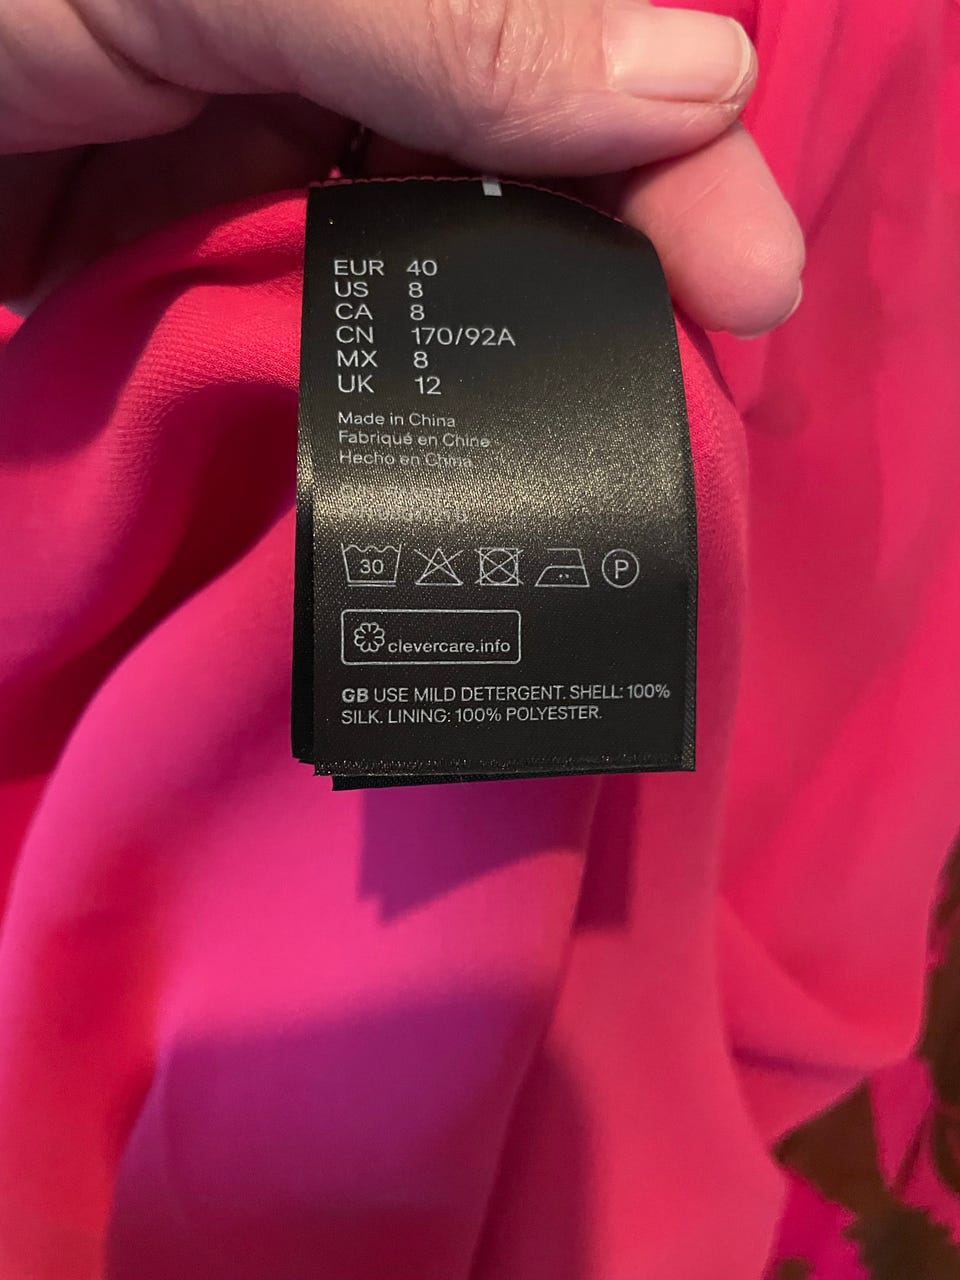 EUR 40
US 8
CA 8
CN 170/92A
MX 8
UK 12
Made in China
Fabriqué en Chine
Hecho en China
30
P
clevercare.info
GB USE MILD DETERGENT. SHELL: 100%
SILK. LINING: 100% POLYESTER.